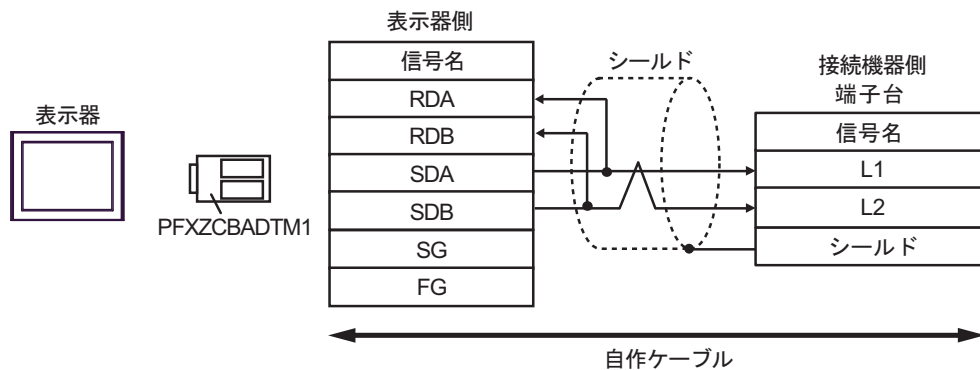 表示器
PFXZCBADTM1
表示器側
信号名
RDA
RDB
SDA
SDB
SG
FG
シールド
接続機器側
端子台
信号名
L1
L2
シールド
自作ケーブル